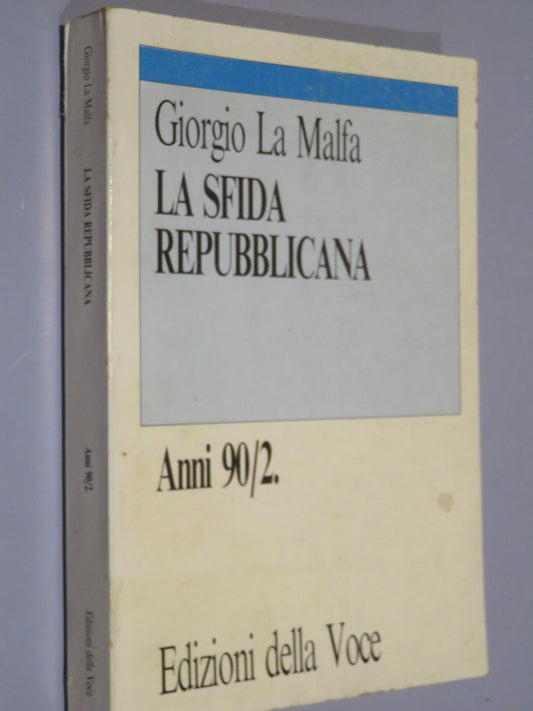 Giorgio La Malfa
LA SFIDA REPUBBLICANA
Anni 90/2.
Edizioni della Voce
Giorgio La Malfa
LA SFIDA
REPUBBLICANA
Anni 90/2.
Edizioni della Voce